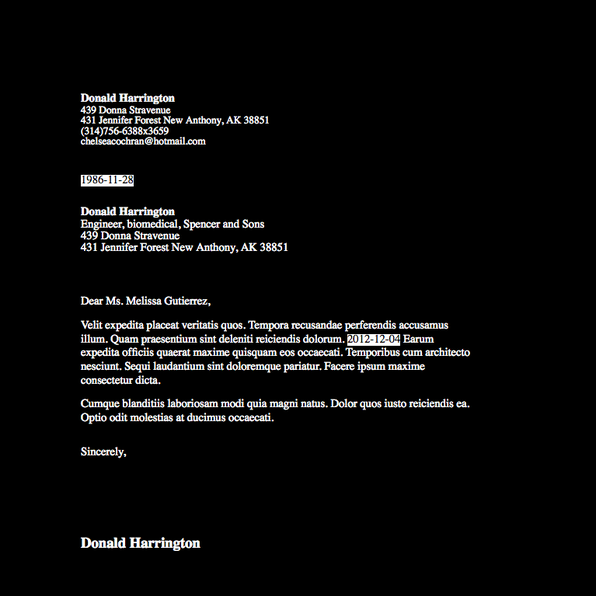 Donald Harrington
439 Donna Stravenue
431 Jennifer Forest New Anthony, AK 38851
(314)756-6388x3659
chelseacochran@hotmail.com
1986-11-28
Donald Harrington
Engineer, biomedical, Spencer and Sons
439 Donna Stravenue
431 Jennifer Forest New Anthony, AK 38851
Dear Ms. Melissa Gutierrez,
Velit expedita placeat veritatis quos. Tempora recusandae perferendis accusamus
illum. Quam praesentium sint deleniti reiciendis dolorum. 2012-12-04 Earum
expedita officiis quaerat maxime quisquam eos occaecati. Temporibus cum architecto
nesciunt. Sequi laudantium sint doloremque pariatur. Facere ipsum maxime
consectetur dicta.
Cumque blanditiis laboriosam modi quia magni natus. Dolor quos iusto reiciendis ea.
Optio odit molestias at ducimus occaecati.
Sincerely,
Donald Harrington